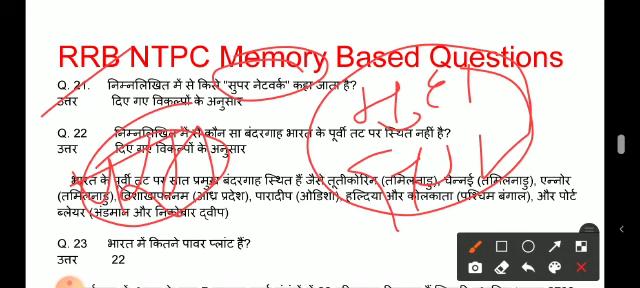 RRB NTPC Memory Based Questions
Q. 21. निम्नलिखित में से किसे "सुपर नेटवर्क" कहा जाता है?
उत्तर दिए गए विकल्पों के अनुसार
Q. 22 निम्नलिखित में से कौन सा बंदरगाह भारत के पूर्वी तट पर स्थित नहीं है?
उत्तर दिए गए विकल्पों के अनुसार
भारत के पूर्वी तट पर सात प्रमुख बंदरगाह स्थित हैं जैसे तूतीकोरिन (तमिलनाडु), चेन्नई (तमिलनाडु), एन्नोर
(तमिलनाडु), विशाखापत्तनम (आंध्र प्रदेश), पारादीप (ओडिशा), हल्दिया और कोलकाता (पश्चिम बंगाल), और पोर्ट
ब्लेयर (अंडमान और निकोबार द्वीप)
Q. 23 भारत में कितने पावर प्लांट हैं?
उत्तर 22